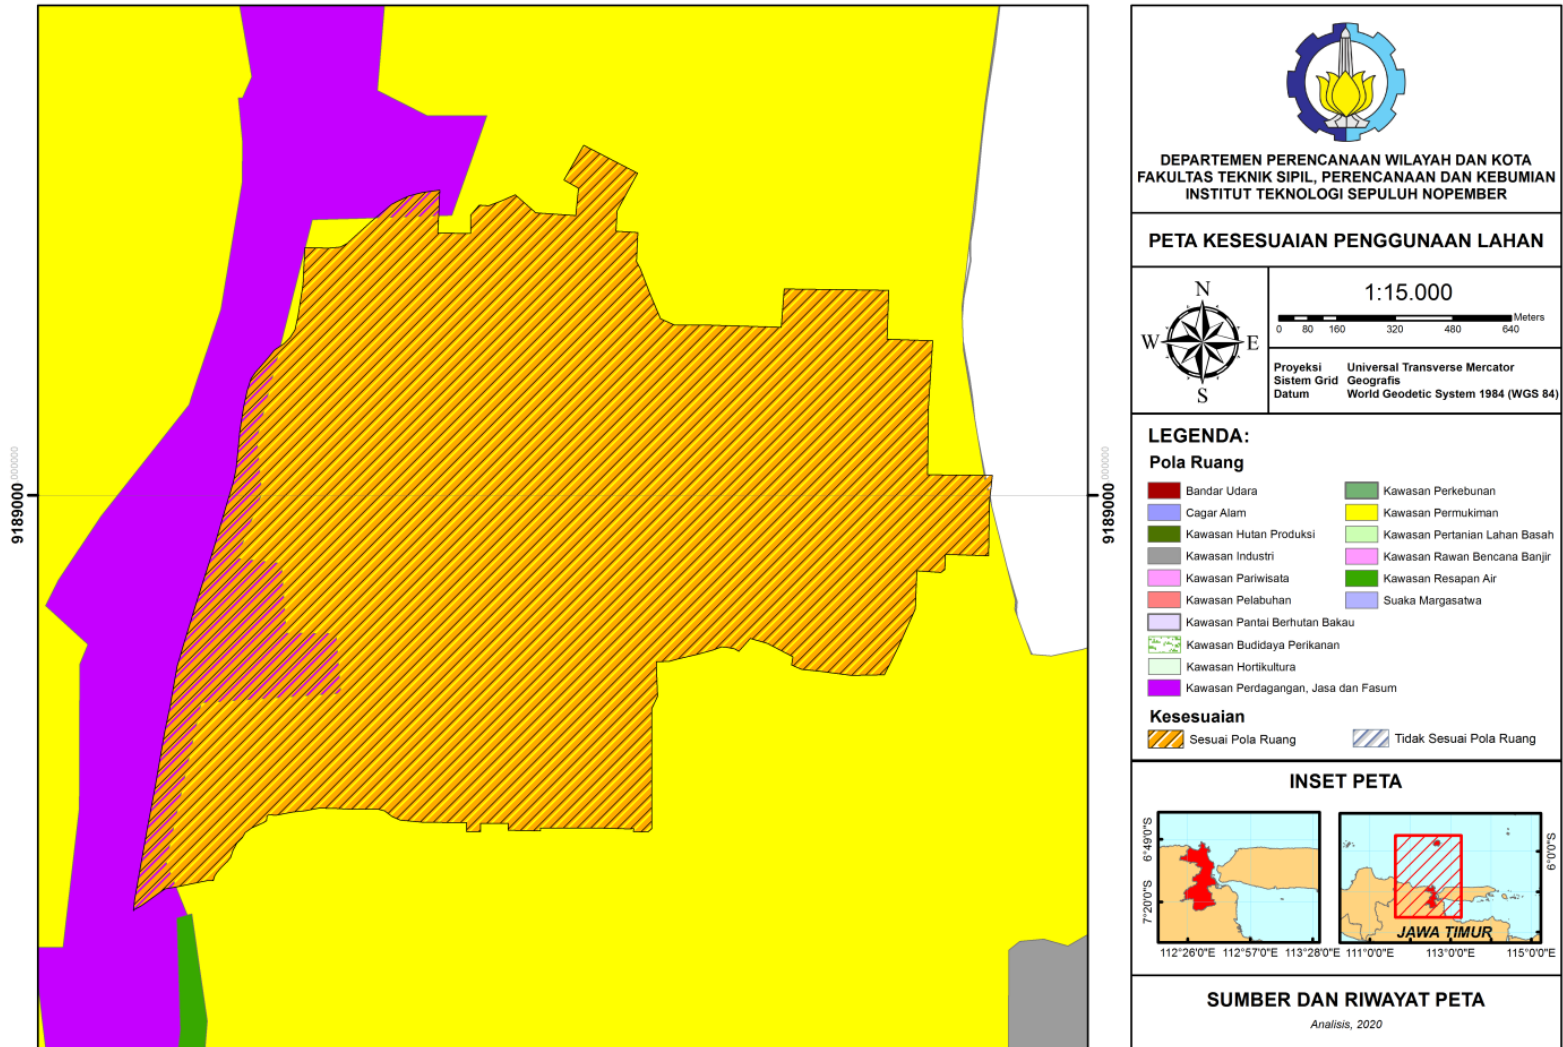 9189000,000000
9189000,000000
DEPARTEMEN PERENCANAAN WILAYAH DAN KOTA
FAKULTAS TEKNIK SIPIL, PERENCANAAN DAN KEBUMIAN
INSTITUT TEKNOLOGI SEPULUH NOPEMBER
PETA KESESUAIAN PENGGUNAAN LAHAN
N
W E
S
1:15.000
Meters
0 80 160 320 480 640
Proyeksi Universal Transverse Mercator
Sistem Grid Geografis
Datum World Geodetic System 1984 (WGS 84)
LEGENDA:
Pola Ruang
Bandar Udara
Cagar Alam
Kawasan Hutan Produksi
Kawasan Industri
Kawasan Pariwisata
Kawasan Pelabuhan
Kawasan Pantai Berhutan Bakau
Kawasan Budidaya Perikanan
Kawasan Hortikultura
Kawasan Perdagangan, Jasa dan Fasum
Kawasan Perkebunan
Kawasan Permukiman
Kawasan Pertanian Lahan Basah
Kawasan Rawan Bencana Banjir
Kawasan Resapan Air
Suaka Margasatwa
Kesesuaian
Sesuai Pola Ruang
Tidak Sesuai Pola Ruang
INSET PETA
6°49'0"S
7°20'0"S
112°26'0"E 112°57'0"E 113°28'0"E
JAWA TIMUR
6°0'0"S
111°0'0"E 113°0'0"E 115°0'0"E
SUMBER DAN RIWAYAT PETA
Analisis, 2020